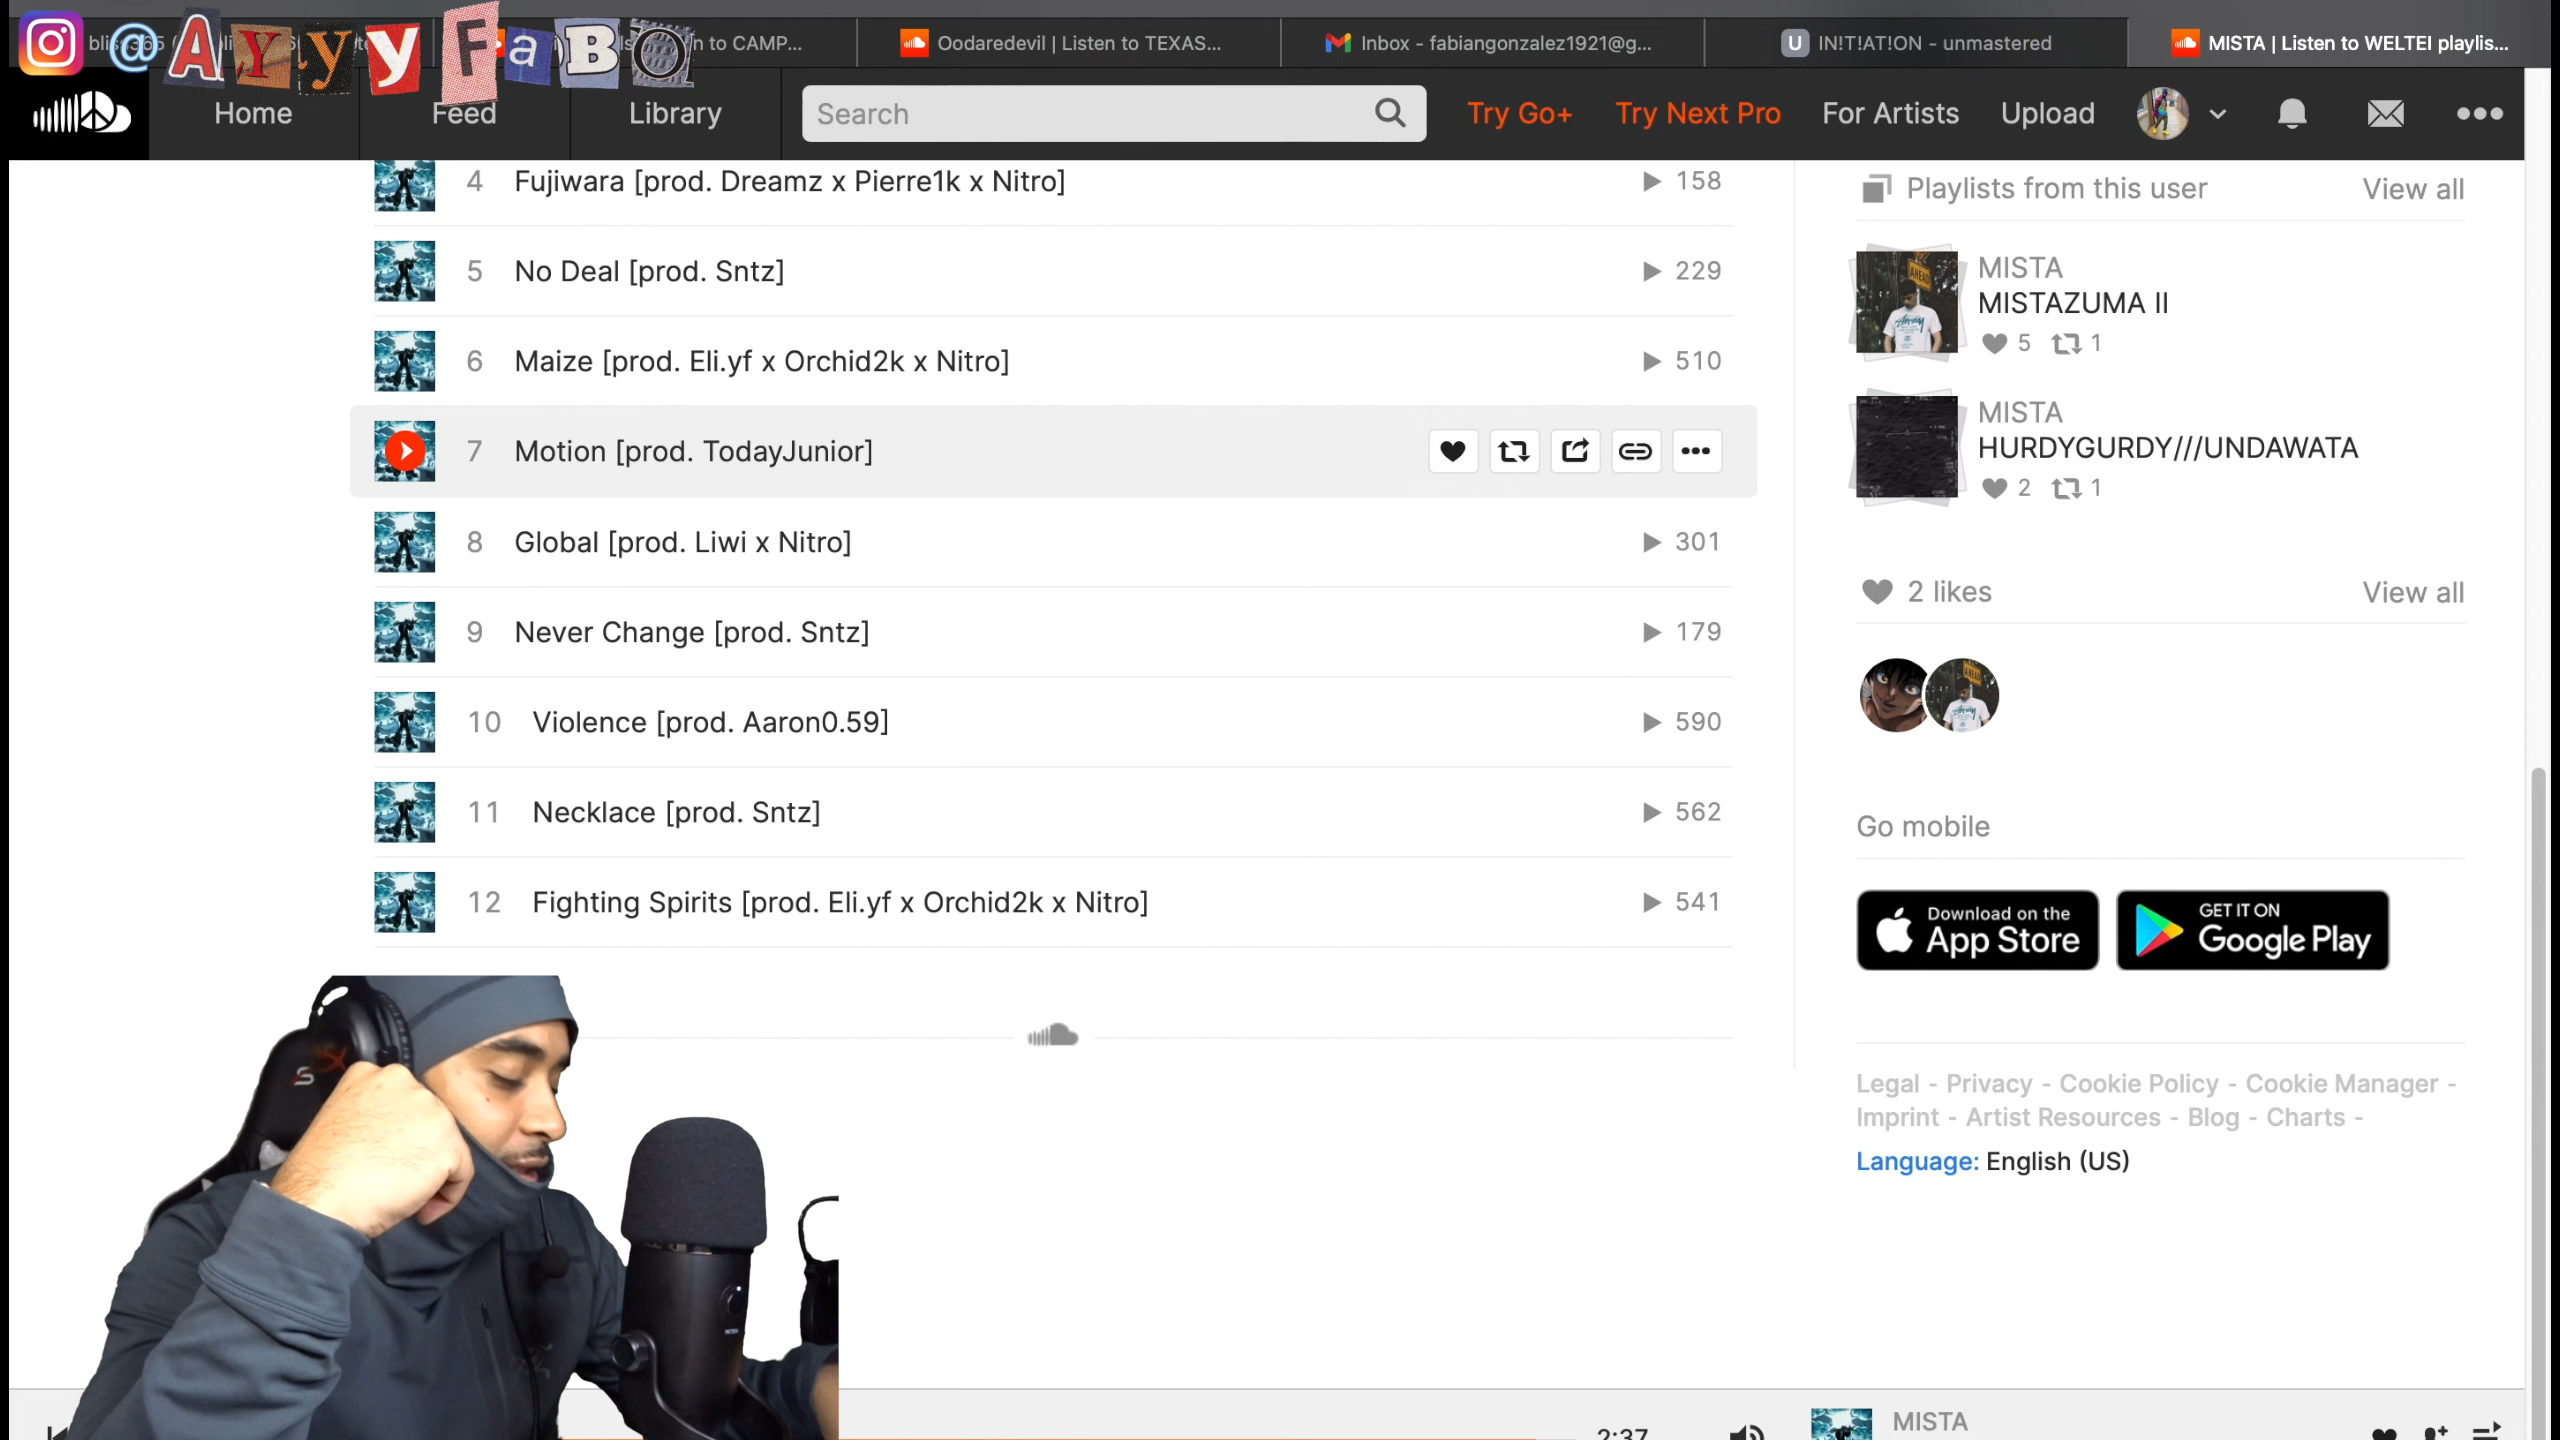 @AYyyFaBo
n to CAMP...
Oodaredevil | Listen to TEXAS...
Inbox - fabiangonzalez1921@g...
U IN!T!AT!ON - unmastered
MISTA | Listen to WELTEI playlis...
Home
Feed
Library
Search
Try Go+
Try Next Pro
For Artists
Upload
4 Fujiwara [prod. Dreamz x Pierre1k x Nitro] 158
5 No Deal [prod. Sntz] 229
6 Maize [prod. Eli.yf x Orchid2k x Nitro] 510
7 Motion [prod. TodayJunior]
8 Global [prod. Liwi x Nitro] 301
9 Never Change [prod. Sntz] 179
10 Violence [prod. Aaron0.59] 590
11 Necklace [prod. Sntz] 562
12 Fighting Spirits [prod. Eli.yf x Orchid2k x Nitro] 541
Playlists from this user View all
MISTA
MISTAZUMA II
5 1
MISTA
HURDYGURDY///UNDAWATA
2 1
2 likes View all
Go mobile
Download on the
App Store
GET IT ON
Google Play
Legal - Privacy - Cookie Policy - Cookie Manager -
Imprint - Artist Resources - Blog - Charts -
Language: English (US)
2:37
MISTA